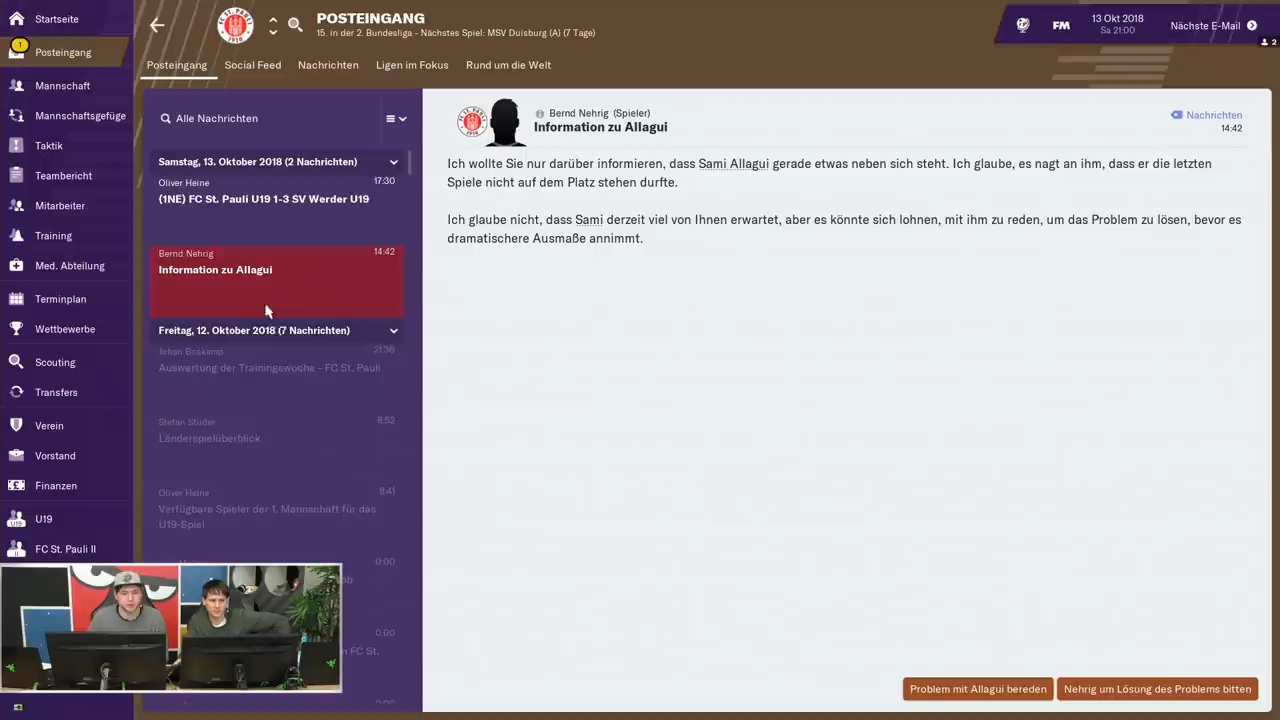 Startseite
1
Posteingang
Mannschaft
Mannschaftsgefüge
Taktik
Teambericht
Mitarbeiter
Training
Med. Abteilung
Terminplan
Wettbewerbe
Scouting
Transfers
Verein
Vorstand
Finanzen
U19
U19
II
FC St. Pauli II
FC ST. PAULI
1910
POSTEINGANG
15. in der 2. Bundesliga - Nächstes Spiel: MSV Duisburg (A) (7 Tage)
FM
13 Okt 2018
Sa 21:00
Nächste E-Mail
2
Posteingang
Social Feed
Nachrichten
Ligen im Fokus
Rund um die Welt
Alle Nachrichten
Samstag, 13. Oktober 2018 (2 Nachrichten)
Oliver Heine
17:30
(1NE) FC St. Pauli U19 1-3 SV Werder U19
Bernd Nehrig
14:42
Information zu Allagui
Freitag, 12. Oktober 2018 (7 Nachrichten)
Johan Boskamp
21:36
Auswertung der Trainingswoche - FC St. Pauli
Stefan Studer
8:52
Länderspielüberblick
Oliver Heine
8:41
Verfügbare Spieler der 1. Mannschaft für das
U19-Spiel
0:00
0:00
FC St.
Bernd Nehrig (Spieler)
Information zu Allagui
Nachrichten
14:42
Ich wollte Sie nur darüber informieren, dass Sami Allagui gerade etwas neben sich steht. Ich glaube, es nagt an ihm, dass er die letzten
Spiele nicht auf dem Platz stehen durfte.
Ich glaube nicht, dass Sami derzeit viel von Ihnen erwartet, aber es könnte sich lohnen, mit ihm zu reden, um das Problem zu lösen, bevor es
dramatischere Ausmaße annimmt.
Problem mit Allagui bereden
Nehrig um Lösung des Problems bitten